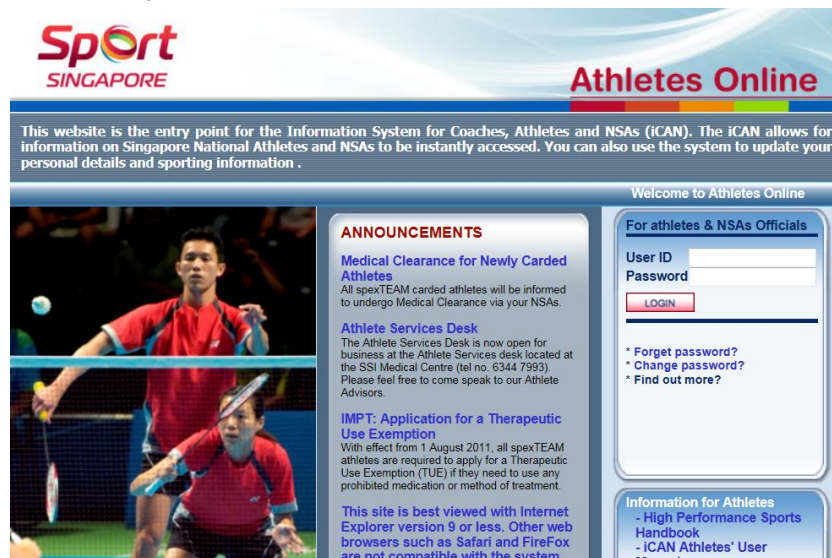 Sport
SINGAPORE
Athletes Online
This website is the entry point for the Information System for Coaches, Athletes and NSAs (iCAN). The iCAN allows for
information on Singapore National Athletes and NSAs to be instantly accessed. You can also use the system to update your
personal details and sporting information .
Welcome to Athletes Online
ANNOUNCEMENTS
Medical Clearance for Newly Carded
Athletes
All spexTEAM carded athletes will be informed
to undergo Medical Clearance via your NSAs.
Athlete Services Desk
The Athlete Services Desk is now open for
business at the Athlete Services desk located at
the SSI Medical Centre (tel no. 6344 7993).
Please feel free to come speak to our Athlete
Advisors.
IMPT: Application for a Therapeutic
Use Exemption
With effect from 1 August 2011, all spexTEAM
athletes are required to apply for a Therapeutic
Use Exemption (TUE) if they need to use any
prohibited medication or method of treatment.
This site is best viewed with Internet
Explorer version 9 or less. Other web
browsers such as Safari and FireFox
are not compatible with the system
For athletes & NSAs Officials
User ID
Password
LOGIN
* Forget password?
* Change password?
* Find out more?
Information for Athletes
- High Performance Sports
Handbook
- iCAN Athletes' User